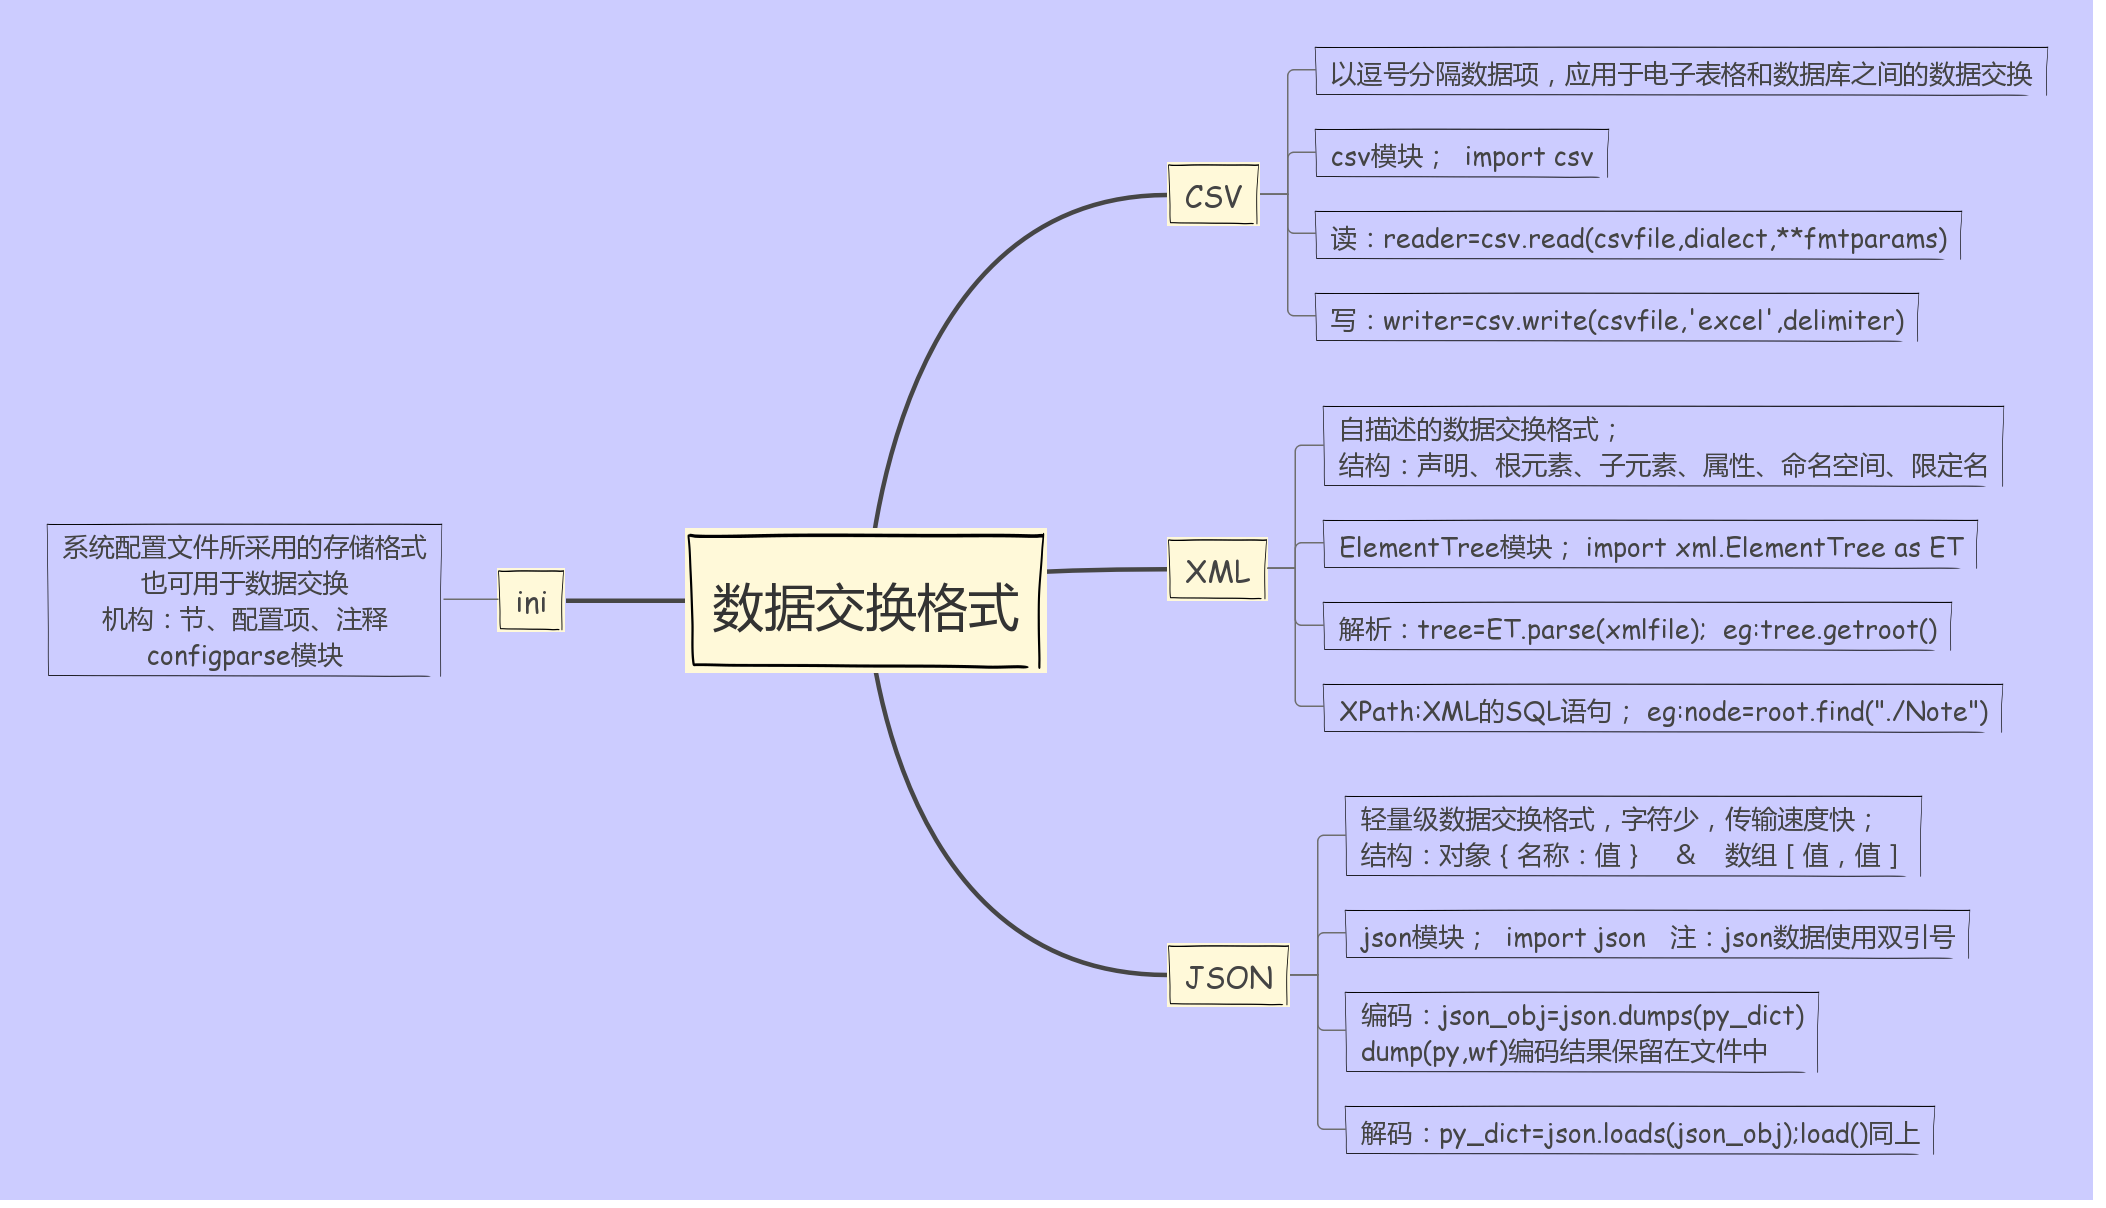 数据交换格式
CSV
以逗号分隔数据项，应用于电子表格和数据库之间的数据交换
csv模块； import csv
读：reader=csv.read(csvfile,dialect,**fmtparams)
写：writer=csv.write(csvfile,'excel',delimiter)
XML
自描述的数据交换格式；
结构：声明、根元素、子元素、属性、命名空间、限定名
ElementTree模块； import xml.ElementTree as ET
解析：tree=ET.parse(xmlfile); eg:tree.getroot()
XPath:XML的SQL语句； eg:node=root.find("./Note")
JSON
轻量级数据交换格式，字符少，传输速度快；
结构：对象 { 名称：值 } & 数组 [ 值，值 ]
json模块； import json 注：json数据使用双引号
编码：json_obj=json.dumps(py_dict)
dump(py,wf)编码结果保留在文件中
解码：py_dict=json.loads(json_obj);load()同上
ini
系统配置文件所采用的存储格式
也可用于数据交换
机构：节、配置项、注释
configparse模块